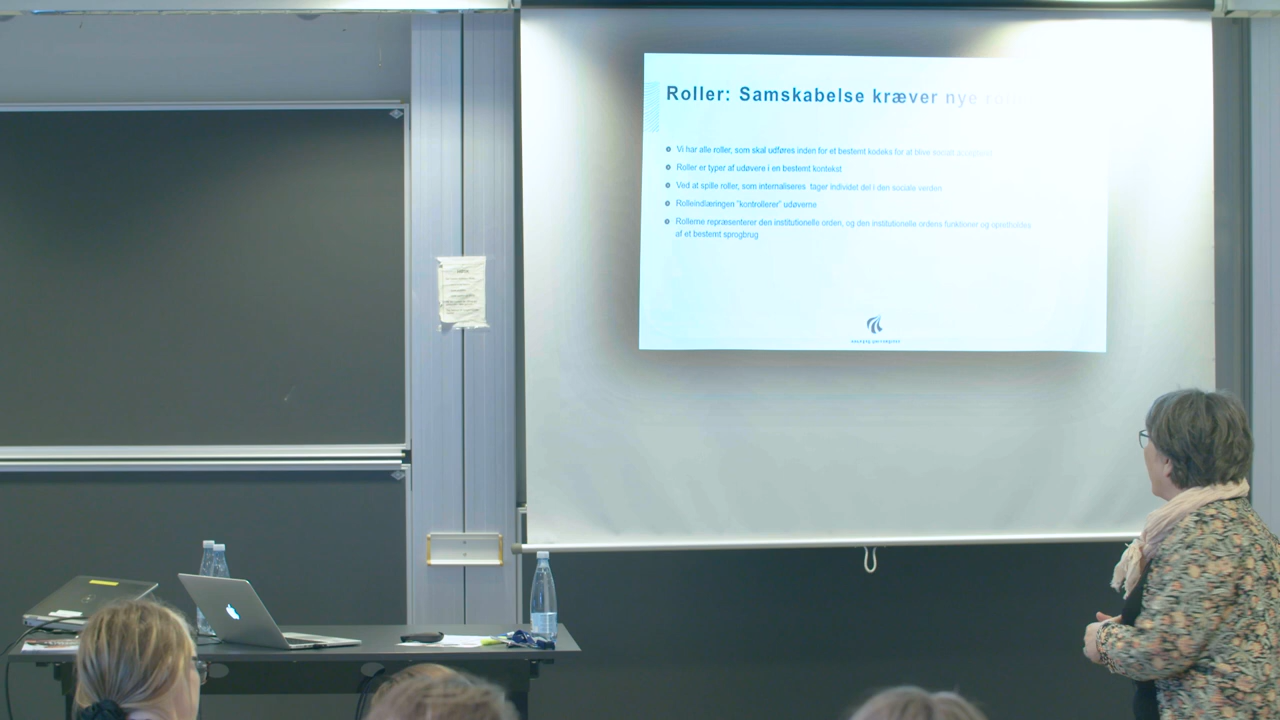 Roller: Samskabelse kræver nye roller
Vi har alle roller, som skal udføres inden for et bestemt kodeks for at blive socialt
Roller er typer af udøvere i en bestemt kontekst
Ved at spille roller, som internaliseres tager individet del i den sociale verden
Rolleindlæringen "kontrollerer" udøverne
Rollerne repræsenterer den institutionelle orden, og den institutionelle ordens funktioner og opretholdes
af et bestemt sprogbrug